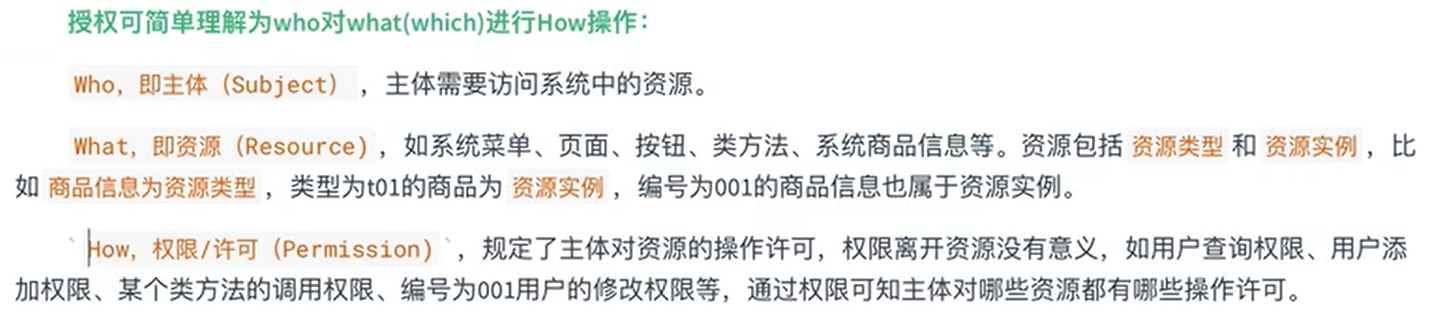 授权可简单理解为who对what(which)进行How操作：
Who，即主体（Subject），主体需要访问系统中的资源。
What，即资源（Resource)，如系统菜单、页面、按钮、类方法、系统商品信息等。资源包括 资源类型 和 资源实例，比
如 商品信息为资源类型，类型为t01的商品为 资源实例，编号为001的商品信息也属于资源实例。
`How，权限/许可（Permission)`，规定了主体对资源的操作许可，权限离开资源没有意义，如用户查询权限、用户添
加权限、某个类方法的调用权限、编号为001用户的修改权限等，通过权限可知主体对哪些资源都有哪些操作许可。